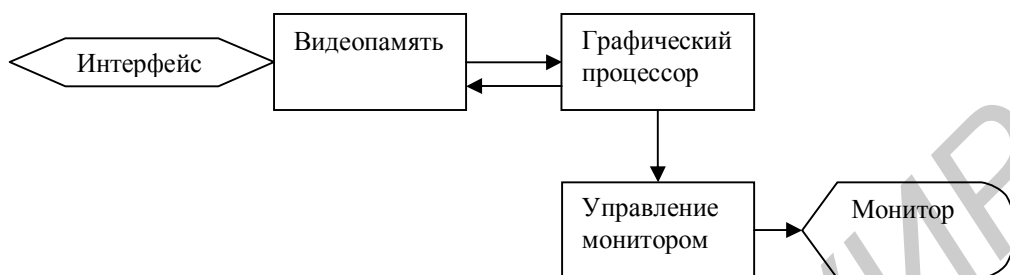 Интерфейс
Видеопамять
Графический
процессор
Управление
монитором
Монитор